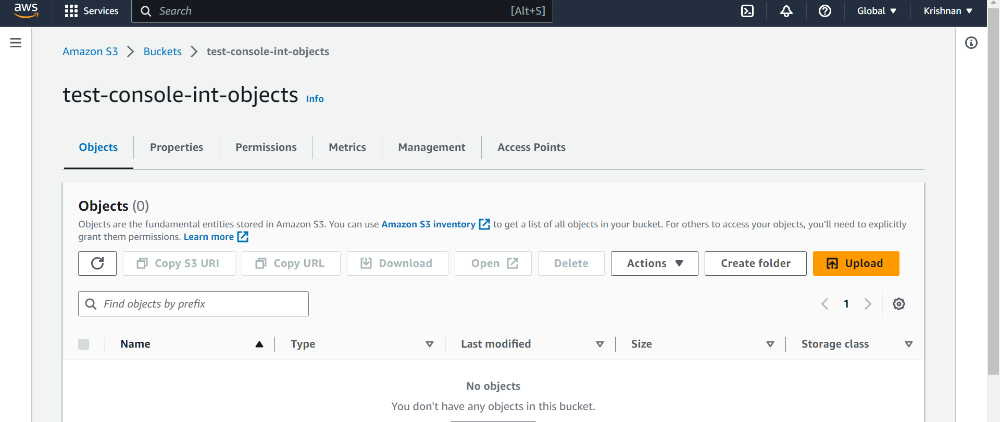 aws Services Search [Alt+S] Global Krishnan
Amazon S3 Buckets test-console-int-objects
test-console-int-objects Info
Objects Properties Permissions Metrics Management Access Points
Objects (0)
Objects are the fundamental entities stored in Amazon S3. You can use Amazon S3 inventory to get a list of all objects in your bucket. For others to access your objects, you’ll need to explicitly
grant them permissions. Learn more
Copy S3 URI Copy URL Download Open Delete Actions Create folder Upload
Find objects by prefix 1
Name Type Last modified Size Storage class
No objects
You don't have any objects in this bucket.